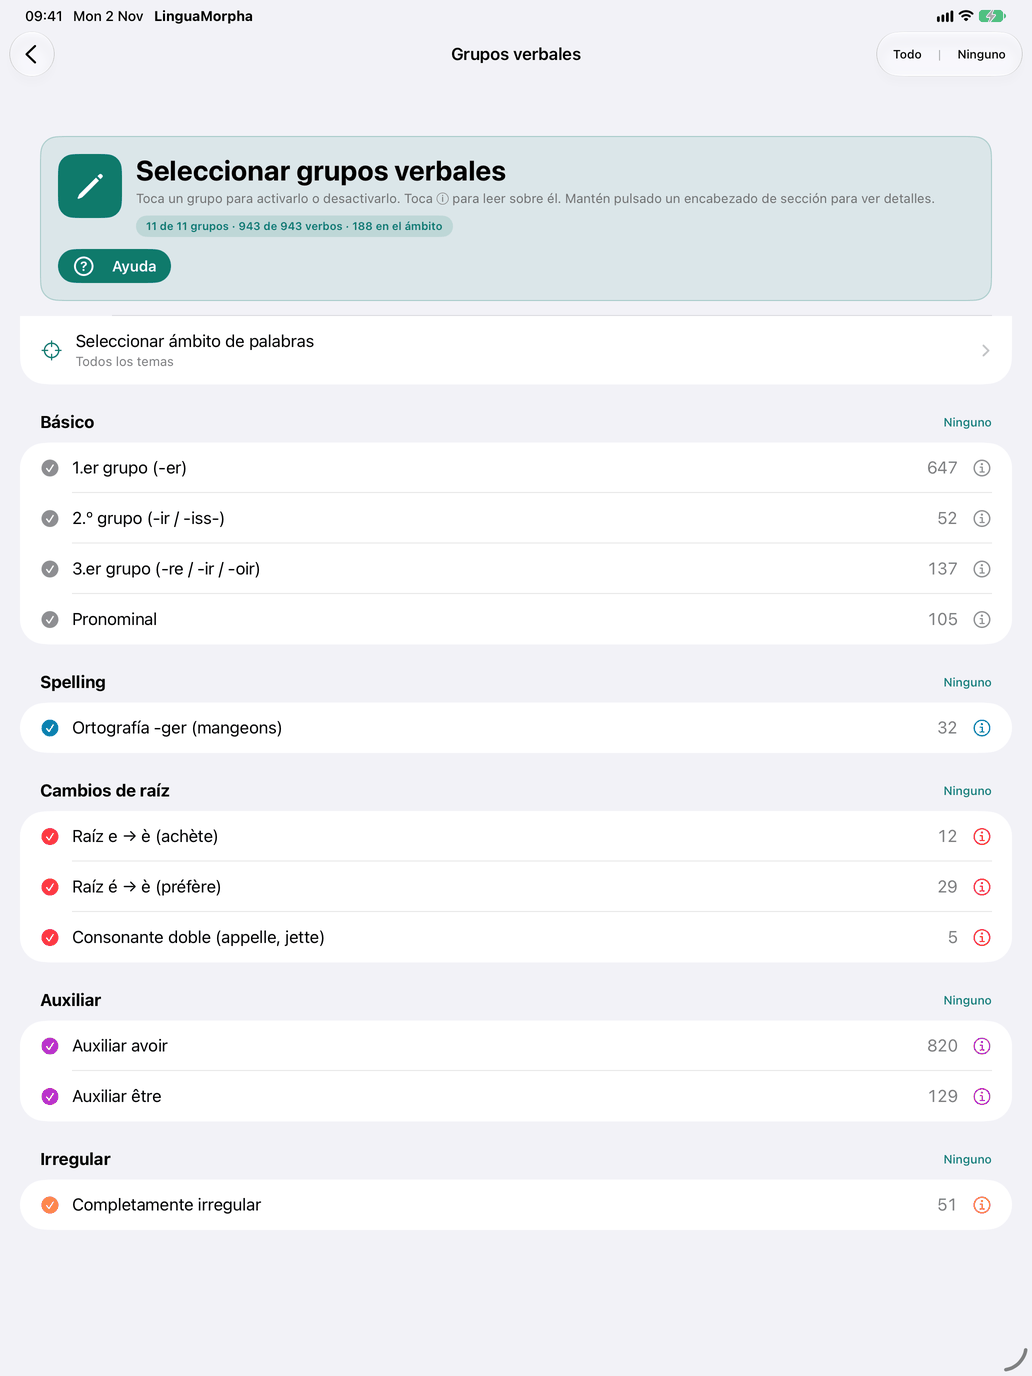 09:41 Mon 2 Nov LinguaMorpha
Grupos verbales
Todo | Ninguno
Seleccionar grupos verbales
Toca un grupo para activarlo o desactivarlo. Toca ⓘ para leer sobre él. Mantén pulsado un encabezado de sección para ver detalles.
11 de 11 grupos · 943 de 943 verbos · 188 en el ámbito
? Ayuda
Seleccionar ámbito de palabras
Todos los temas
Básico Ninguno
1.er grupo (-er) 647
2.º grupo (-ir / -iss-) 52
3.er grupo (-re / -ir / -oir) 137
Pronominal 105
Spelling Ninguno
Ortografía -ger (mangeons) 32
Cambios de raíz Ninguno
Raíz e → è (achète) 12
Raíz é → è (préfère) 29
Consonante doble (appelle, jette) 5
Auxiliar Ninguno
Auxiliar avoir 820
Auxiliar être 129
Irregular Ninguno
Completamente irregular 51